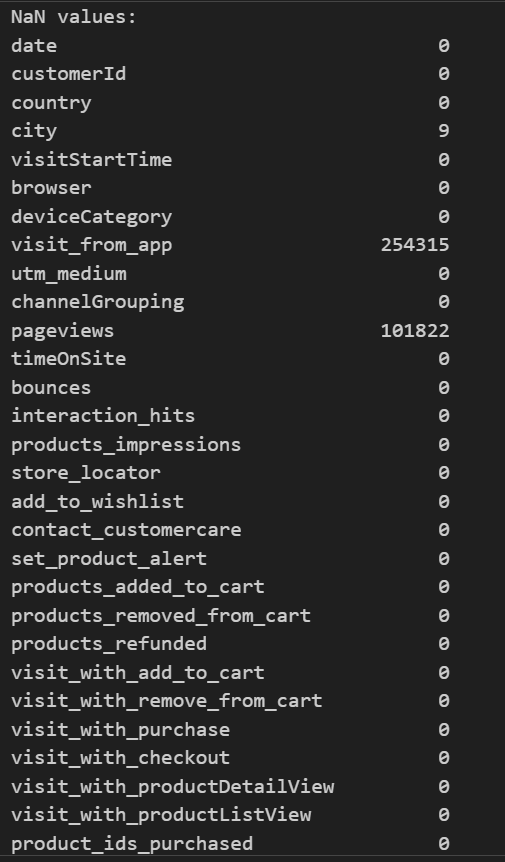 NaN values:
date 0
customerId 0
country 0
city 9
visitStartTime 0
browser 0
deviceCategory 0
visit_from_app 254315
utm_medium 0
channelGrouping 0
pageviews 101822
timeOnSite 0
bounces 0
interaction_hits 0
products_impressions 0
store_locator 0
add_to_wishlist 0
contact_customercare 0
set_product_alert 0
products_added_to_cart 0
products_removed_from_cart 0
products_refunded 0
visit_with_add_to_cart 0
visit_with_remove_from_cart 0
visit_with_purchase 0
visit_with_checkout 0
visit_with_productDetailView 0
visit_with_productListView 0
product_ids_purchased 0